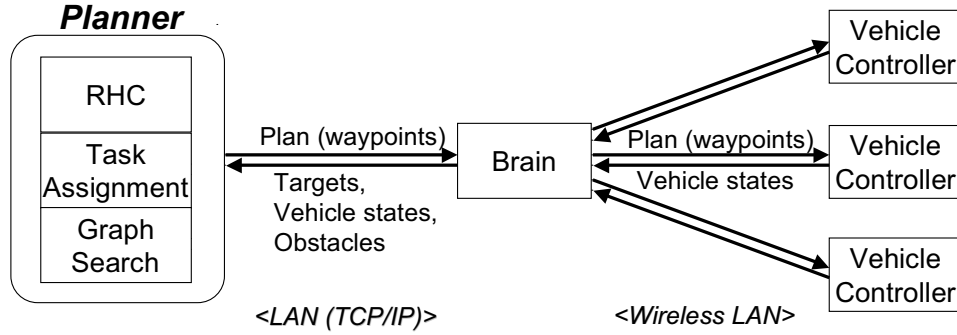 Planner
RHC
Task
Assignment
Graph
Search
Plan (waypoints)
Targets,
Vehicle states,
Obstacles
<LAN (TCP/IP)>
Brain
Plan (waypoints)
Vehicle states
<Wireless LAN>
Vehicle
Controller
Vehicle
Controller
Vehicle
Controller